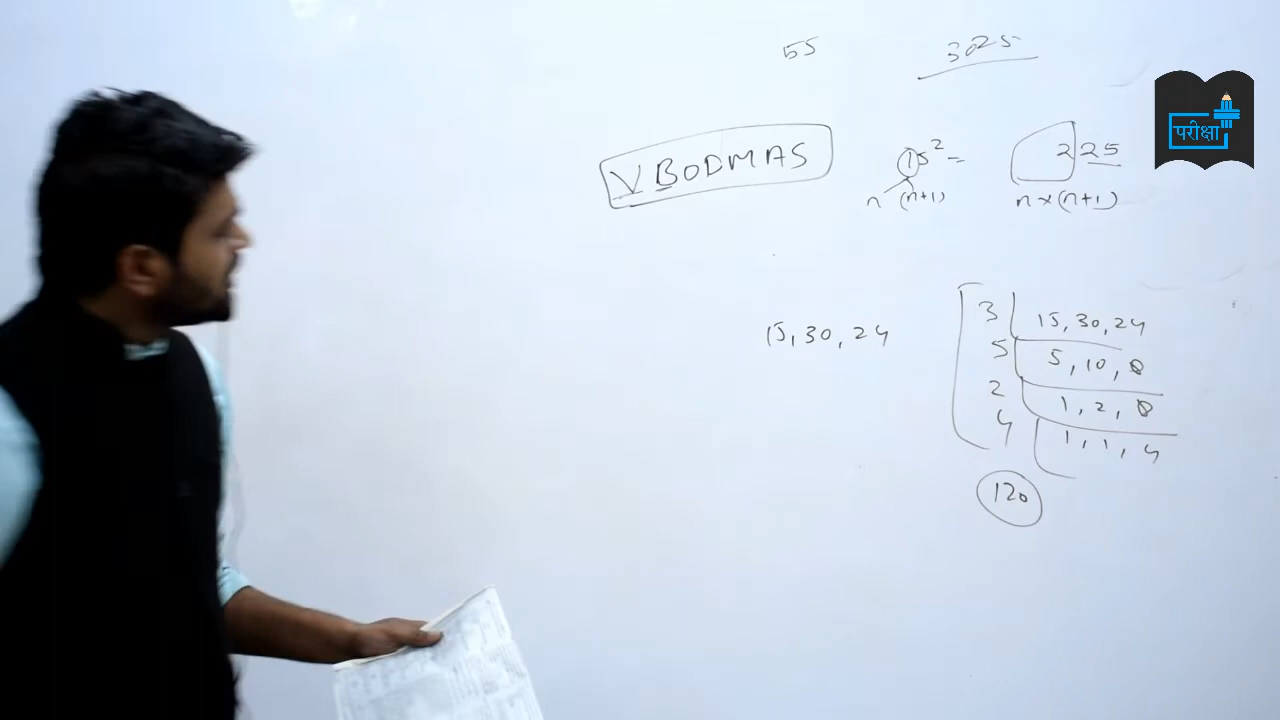 55 3025
VBODMAS
15² = 225
n (n+1) n×(n+1)
परीक्षा
15, 30, 24
3 15, 30, 24
5 5, 10, 8
2 1, 2, 8
4 1, 1, 4
120